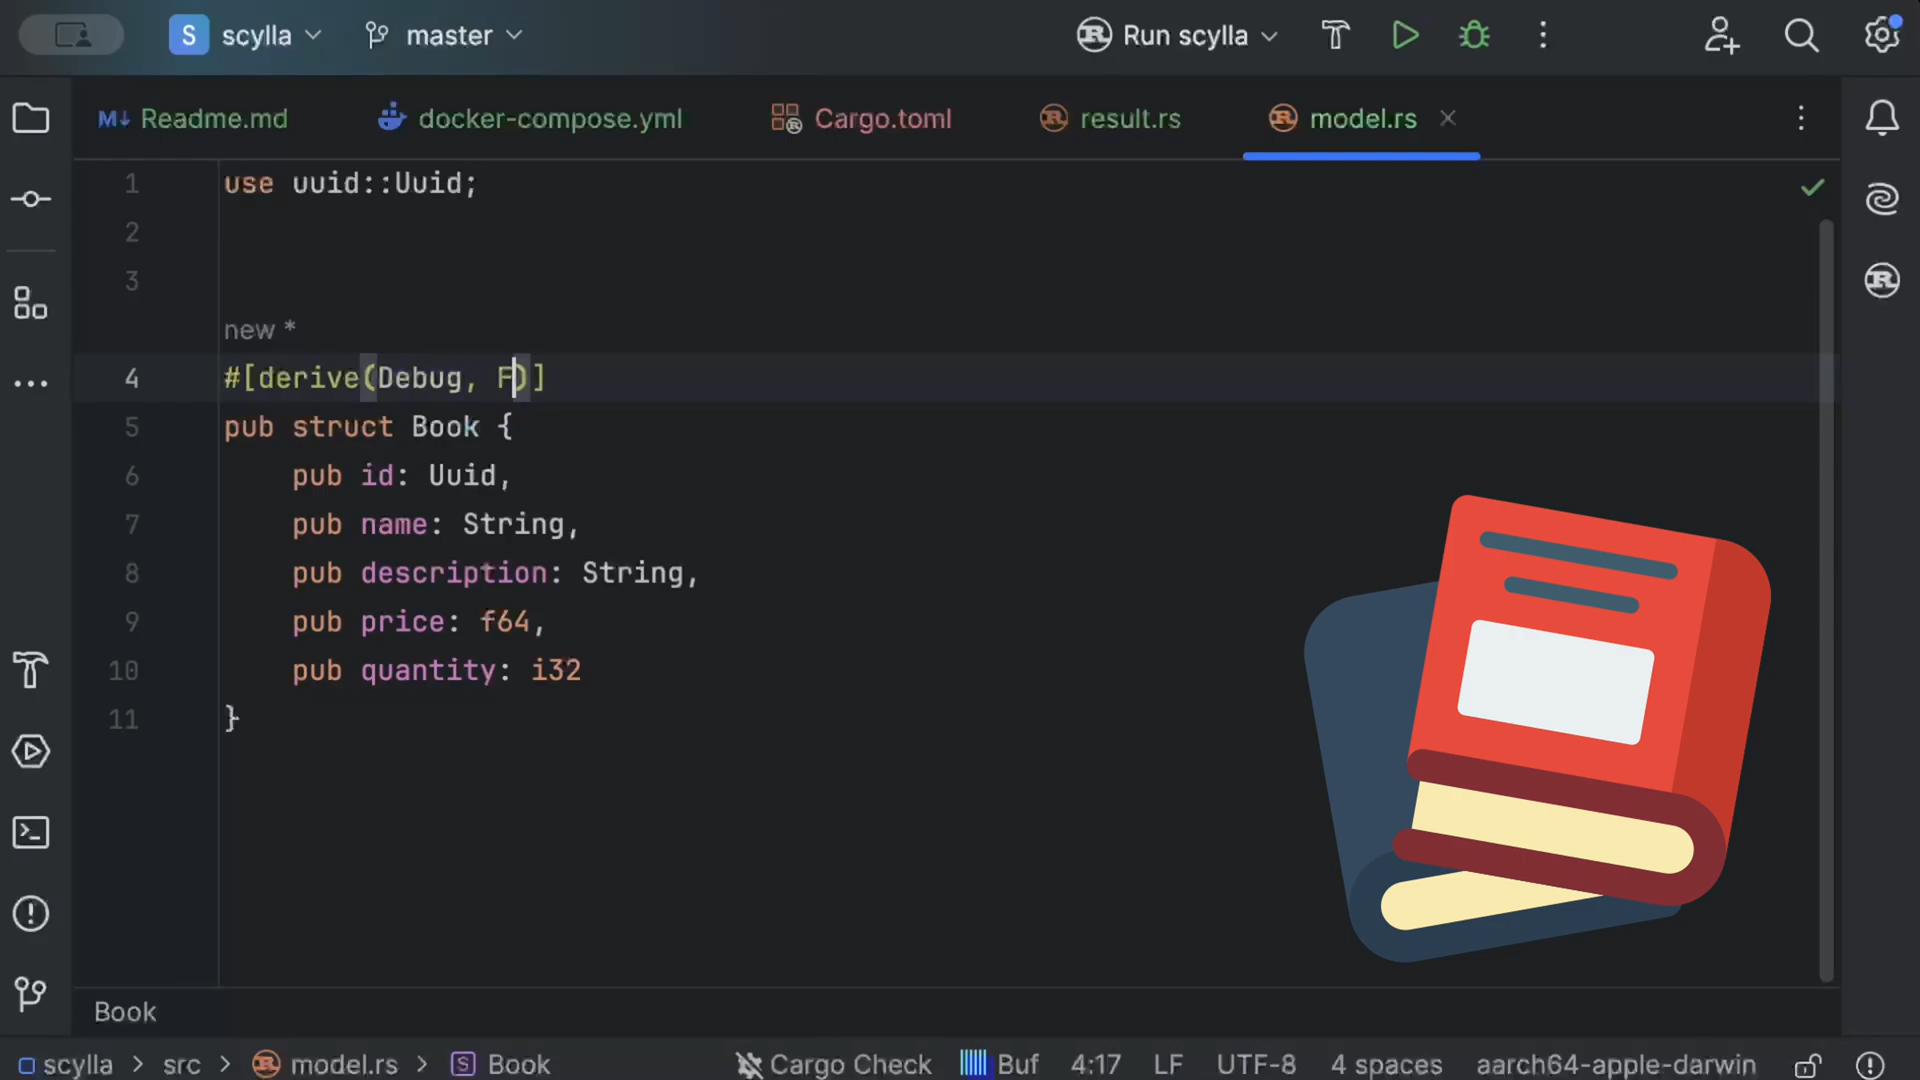 S scylla master Run scylla
Readme.md docker-compose.yml Cargo.toml result.rs model.rs
1 use uuid::Uuid;
2
3
new *
4 #[derive(Debug, F)]
5 pub struct Book {
6 pub id: Uuid,
7 pub name: String,
8 pub description: String,
9 pub price: f64,
10 pub quantity: i32
11 }
Book
scylla > src > model.rs > S Book Cargo Check Buf 4:17 LF UTF-8 4 spaces aarch64-apple-darwin